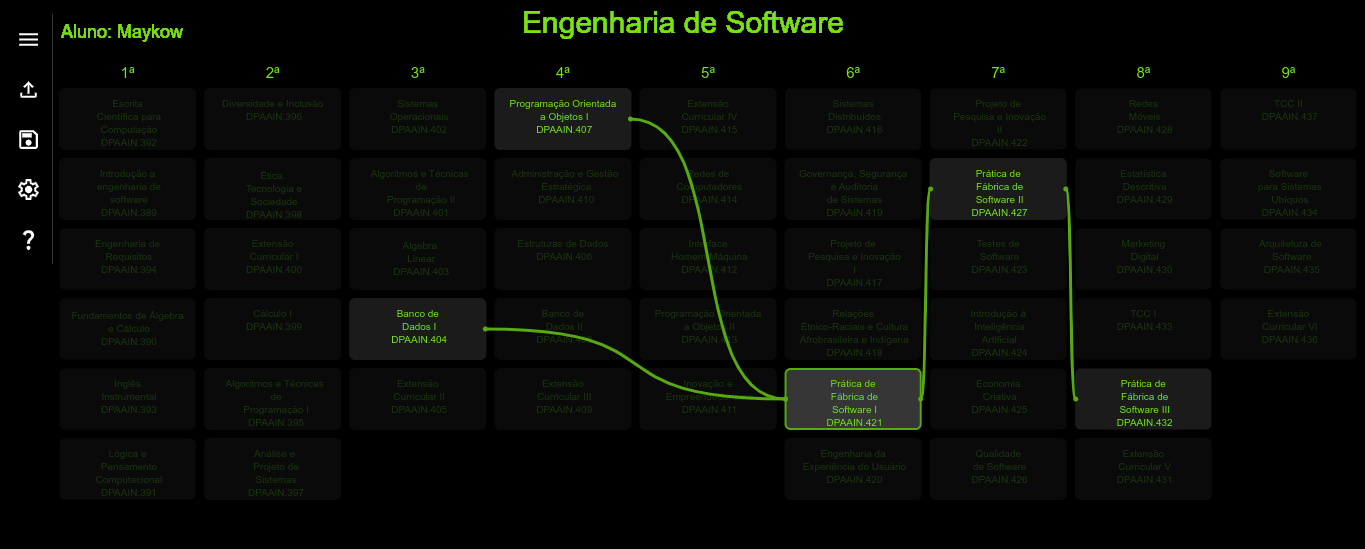 Engenharia de Software
Aluno: Maykow
1ª
2ª
3ª
4ª
5ª
6ª
7ª
8ª
9ª
Escrita
Científica para
Computação
DPAAIN.392
Diversidade e Inclusão
DPAAIN.396
Sistemas
Operacionais
DPAAIN.402
Programação Orientada
a Objetos I
DPAAIN.407
Extensão
Curricular IV
DPAAIN.415
Sistemas
Distribuídos
DPAAIN.416
Projeto de
Pesquisa e Inovação
II
DPAAIN.422
Redes
Móveis
DPAAIN.428
TCC II
DPAAIN.437
Introdução a
engenharia de
software
DPAAIN.389
Ética,
Tecnologia e
Sociedade
DPAAIN.398
Algoritmos e Técnicas
de
Programação II
DPAAIN.401
Administração e Gestão
Estratégica
DPAAIN.410
Redes de
Computadores
DPAAIN.414
Governança, Segurança
e Auditoria
de Sistemas
DPAAIN.419
Prática de
Fábrica de
Software II
DPAAIN.427
Estatística
Descritiva
DPAAIN.429
Software
para Sistemas
Ubíquos
DPAAIN.434
Engenharia de
Requisitos
DPAAIN.394
Extensão
Curricular I
DPAAIN.400
Álgebra
Linear
DPAAIN.403
Estruturas de Dados
DPAAIN.406
Interface
Homem Máquina
DPAAIN.412
Projeto de
Pesquisa e Inovação
I
DPAAIN.417
Testes de
Software
DPAAIN.423
Marketing
Digital
DPAAIN.430
Arquitetura de
Software
DPAAIN.435
Fundamentos de Álgebra
e Cálculo
DPAAIN.390
Cálculo I
DPAAIN.399
Banco de
Dados I
DPAAIN.404
Banco de
Dados II
Programação Orientada
a Objetos II
Relações
Étnico-Raciais e Cultura
Afrobrasileira e Indígena
DPAAIN.418
Introdução à
Inteligência
Artificial
DPAAIN.424
TCC I
DPAAIN.433
Extensão
Curricular VI
DPAAIN.436
Inglês
Instrumental
DPAAIN.393
Algoritmos e Técnicas
de
Programação I
DPAAIN.395
Extensão
Curricular II
DPAAIN.405
Extensão
Curricular III
DPAAIN.409
Inovação e
DPAAIN.411
Prática de
Fábrica de
Software I
DPAAIN.421
Economia
Criativa
DPAAIN.425
Prática de
Fábrica de
Software III
DPAAIN.432
Lógica e
Pensamento
Computacional
DPAAIN.391
Análise e
Projeto de
Sistemas
DPAAIN.397
Engenharia da
Experiência do Usuário
DPAAIN.420
Qualidade
de Software
DPAAIN.426
Extensão
Curricular V
DPAAIN.431